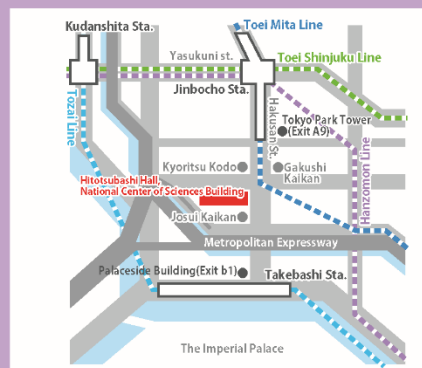 Kudanshita Sta.
Toei Mita Line
Yasukuni st.
Toei Shinjuku Line
Jinbocho Sta.
Tozai Line
Hakusan St.
Tokyo Park Tower
(Exit A9)
Hanzomon Line
Kyoritsu Kodo
Gakushi
Kaikan
Hitotsubashi Hall,
National Center of Sciences Building
Josui Kaikan
Metropolitan Expressway
Palaceside Building(Exit b1)
Takebashi Sta.
The Imperial Palace